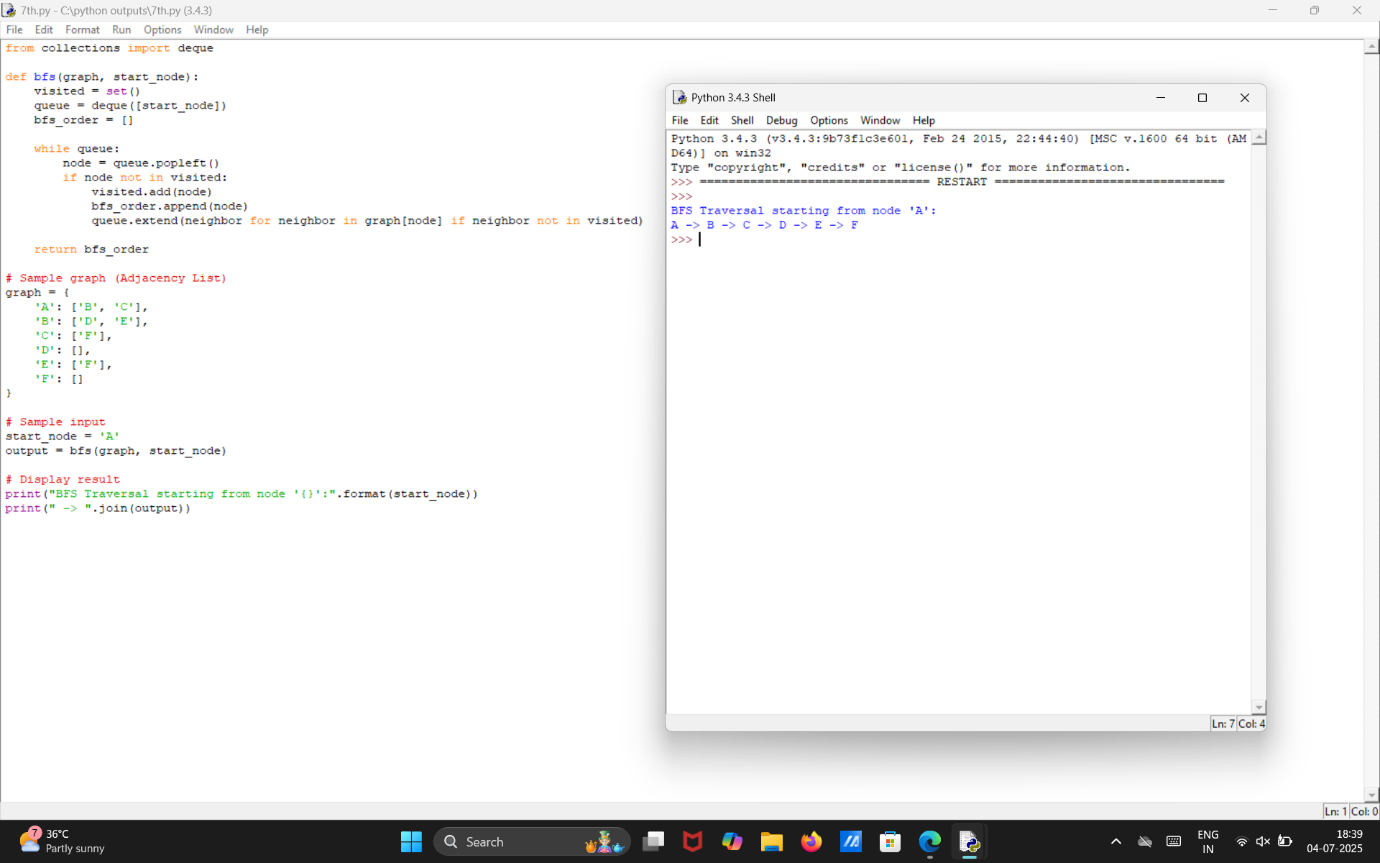 7th.py - C:\python outputs\7th.py (3.4.3)
File Edit Format Run Options Window Help
from collections import deque
def bfs(graph, start_node):
    visited = set()
    queue = deque([start_node])
    bfs_order = []
    while queue:
        node = queue.popleft()
        if node not in visited:
            visited.add(node)
            bfs_order.append(node)
            queue.extend(neighbor for neighbor in graph[node] if neighbor not in visited)
    return bfs_order
# Sample graph (Adjacency List)
graph = {
    'A': ['B', 'C'],
    'B': ['D', 'E'],
    'C': ['F'],
    'D': [],
    'E': ['F'],
    'F': []
}
# Sample input
start_node = 'A'
output = bfs(graph, start_node)
# Display result
print("BFS Traversal starting from node '{}':".format(start_node))
print(" -> ".join(output))
Python 3.4.3 Shell
File Edit Shell Debug Options Window Help
Python 3.4.3 (v3.4.3:9b73f1c3e601, Feb 24 2015, 22:44:40) [MSC v.1600 64 bit (AM
D64)] on win32
Type "copyright", "credits" or "license()" for more information.
>>> ================================ RESTART ================================
>>>
BFS Traversal starting from node 'A':
A -> B -> C -> D -> E -> F
>>>
Ln: 7 Col: 4
Ln: 1 Col: 0
7
36°C
Partly sunny
Search
ENG
IN
18:39
04-07-2025